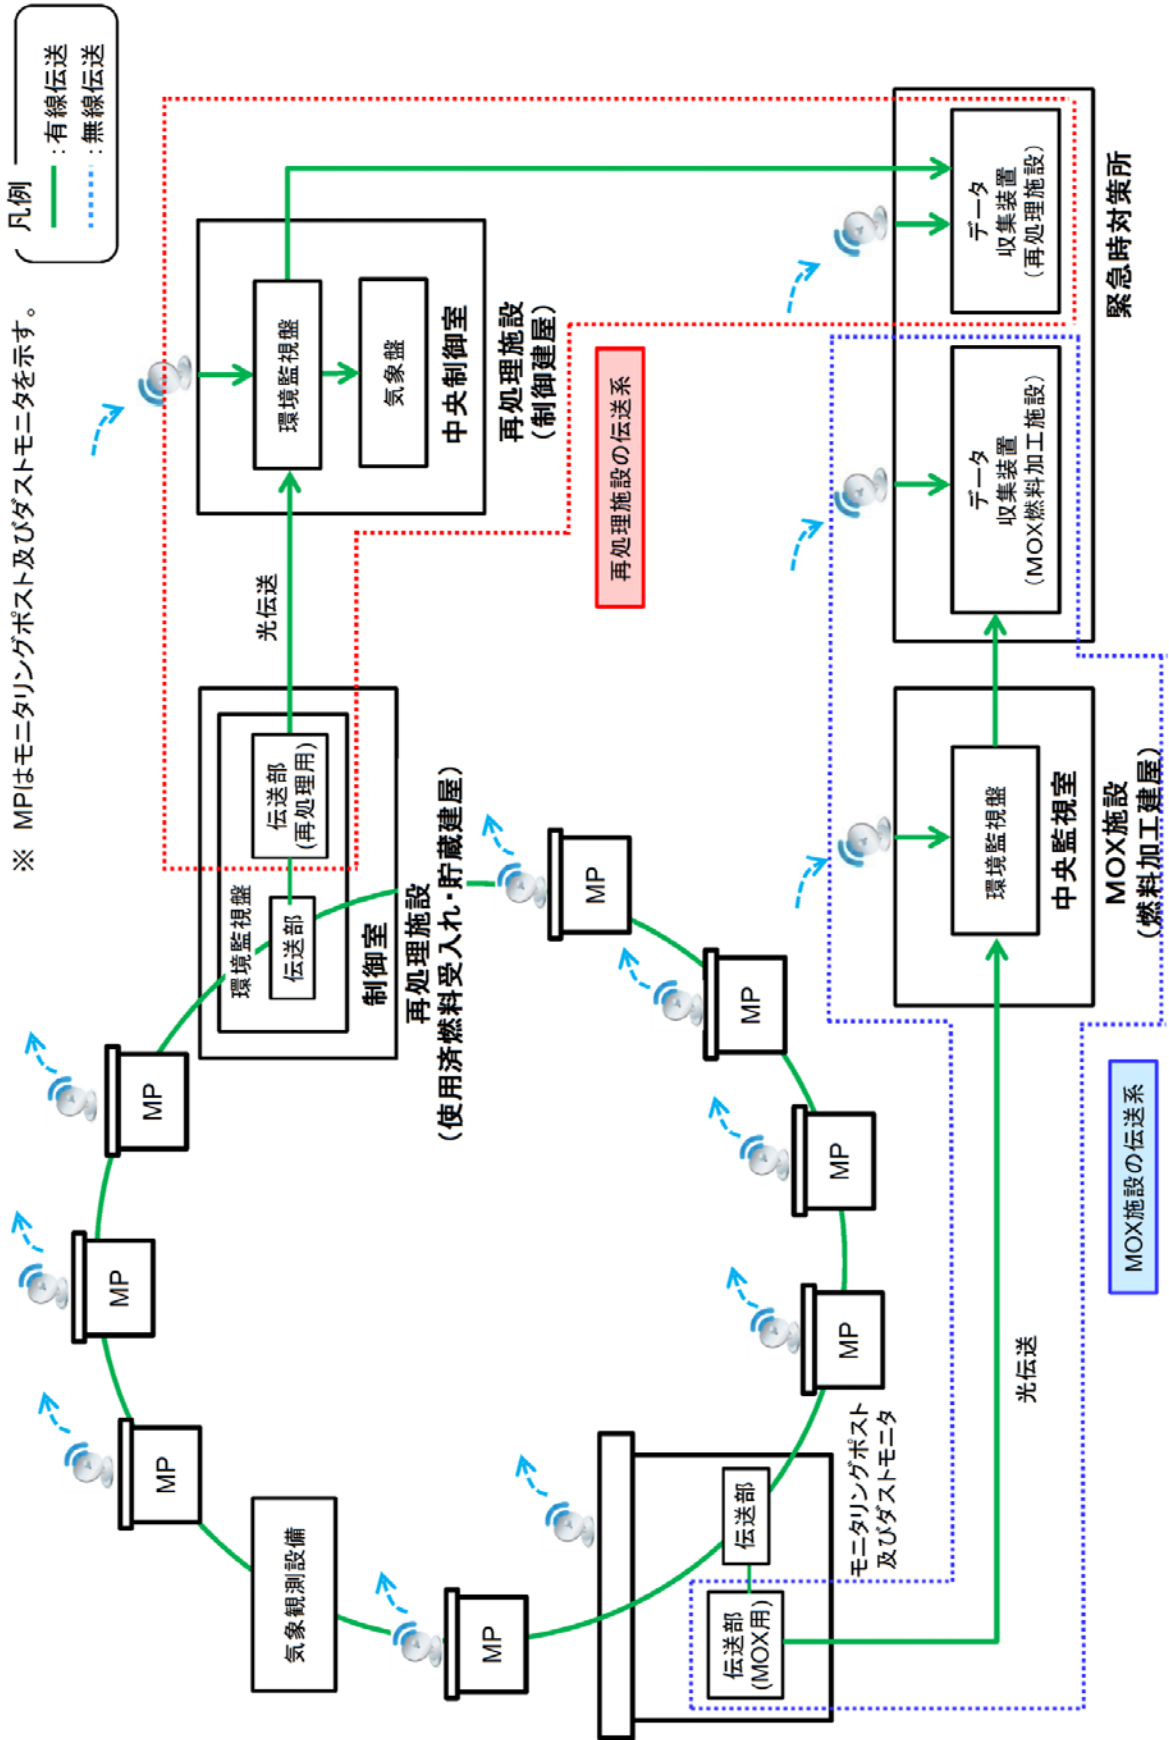 ※ MPはモニタリングポスト及びダストモニタを示す。
凡例
：有線伝送
：無線伝送
MP
MP
MP
気象観測設備
MP
環境監視盤
伝送部
伝送部
(再処理用)
制御室
再処理施設
(使用済燃料受入れ・貯蔵建屋)
光伝送
環境監視盤
気象盤
中央制御室
再処理施設
(制御建屋)
再処理施設の伝送系
MP
MP
MP
MP
伝送部
(MOX用)
伝送部
モニタリングポスト
及びダストモニタ
光伝送
MOX施設の伝送系
環境監視盤
中央監視室
MOX施設
(燃料加工建屋)
データ
収集装置
(MOX燃料加工施設)
データ
収集装置
(再処理施設)
緊急時対策所